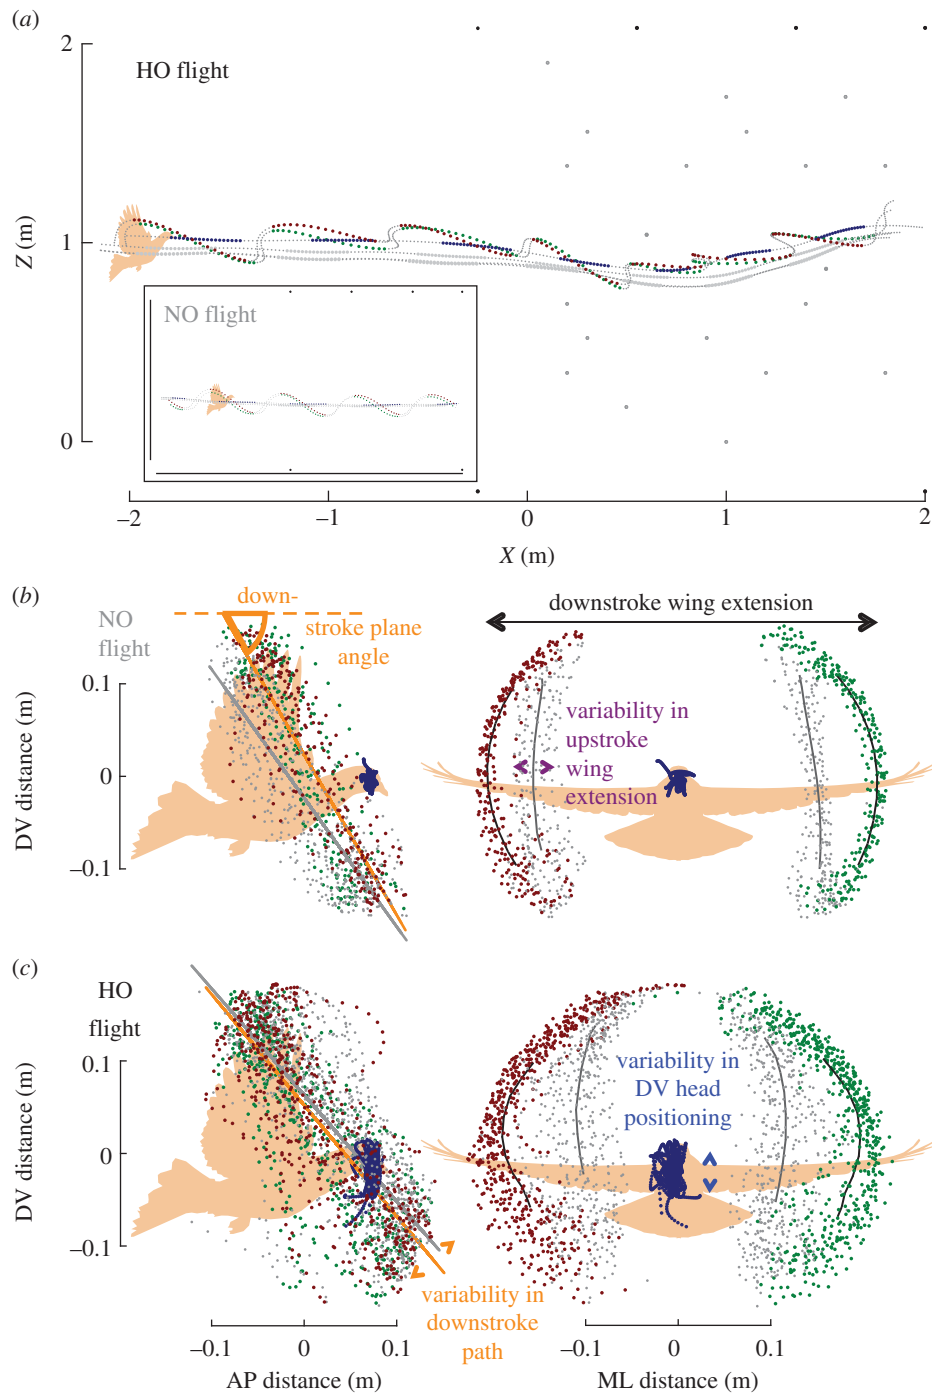 (a)
2
HO flight
Z (m)
1
NO flight
0
−2
−1
0
1
2
X (m)
(b)
down-
stroke plane
angle
NO
flight
downstroke wing extension
0.1
DV distance (m)
0
−0.1
variability in
upstroke
wing
extension
(c)
HO
flight
0.1
DV distance (m)
0
−0.1
variability in
DV head
positioning
variability in
downstroke
path
−0.1
0
0.1
AP distance (m)
−0.1
0
0.1
ML distance (m)